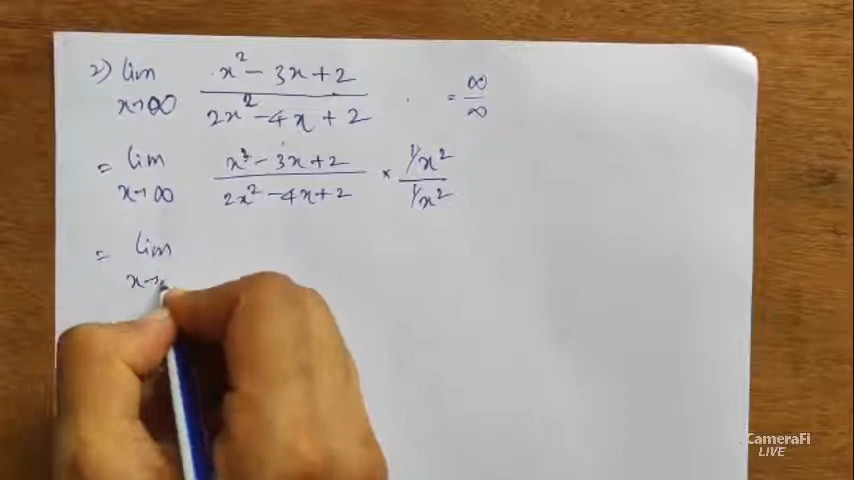 2) lim x→∞ (x² - 3x + 2)/(2x² - 4x + 2) = ∞/∞
= lim x→∞ (x² - 3x + 2)/(2x² - 4x + 2) × (1/x²)/(1/x²)
= lim x→
CameraFi
LIVE